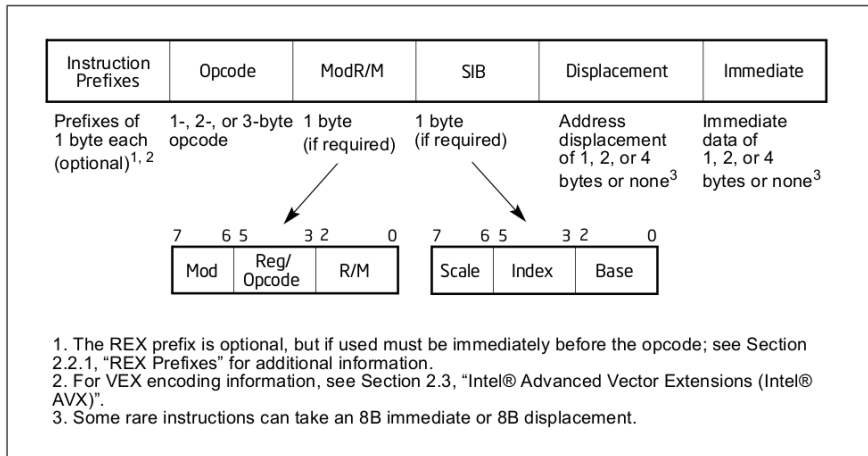 Instruction Prefixes Opcode ModR/M SIB Displacement Immediate
Prefixes of 1 byte each (optional)1, 2
1-, 2-, or 3-byte opcode
1 byte (if required)
1 byte (if required)
Address displacement of 1, 2, or 4 bytes or none3
Immediate data of 1, 2, or 4 bytes or none3
7 6 5 3 2 0
Mod Reg/Opcode R/M
7 6 5 3 2 0
Scale Index Base
1. The REX prefix is optional, but if used must be immediately before the opcode; see Section
2.2.1, “REX Prefixes” for additional information.
2. For VEX encoding information, see Section 2.3, “Intel® Advanced Vector Extensions (Intel®
AVX)”.
3. Some rare instructions can take an 8B immediate or 8B displacement.